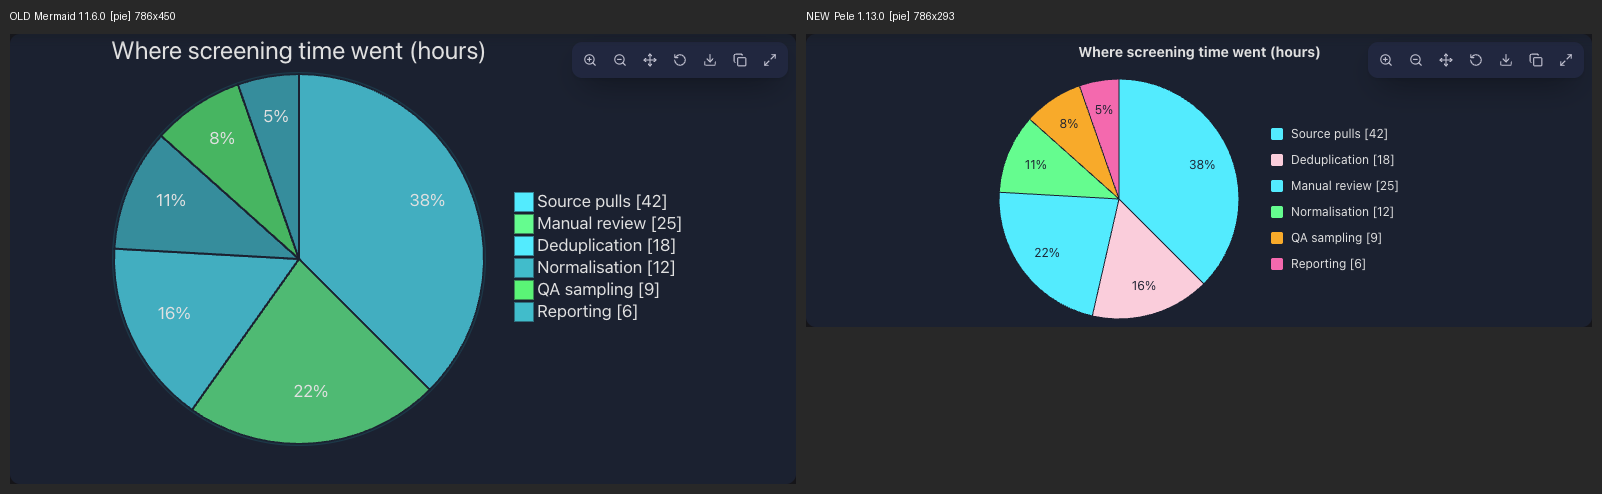 OLD Mermaid 11.6.0 [pie] 786x450
Where screening time went (hours)
5%
8%
38%
11%
16%
22%
Source pulls [42]
Manual review [25]
Deduplication [18]
Normalisation [12]
QA sampling [9]
Reporting [6]
NEW Pele 1.13.0 [pie] 786x293
Where screening time went (hours)
5%
8%
38%
11%
22%
16%
Source pulls [42]
Deduplication [18]
Manual review [25]
Normalisation [12]
QA sampling [9]
Reporting [6]